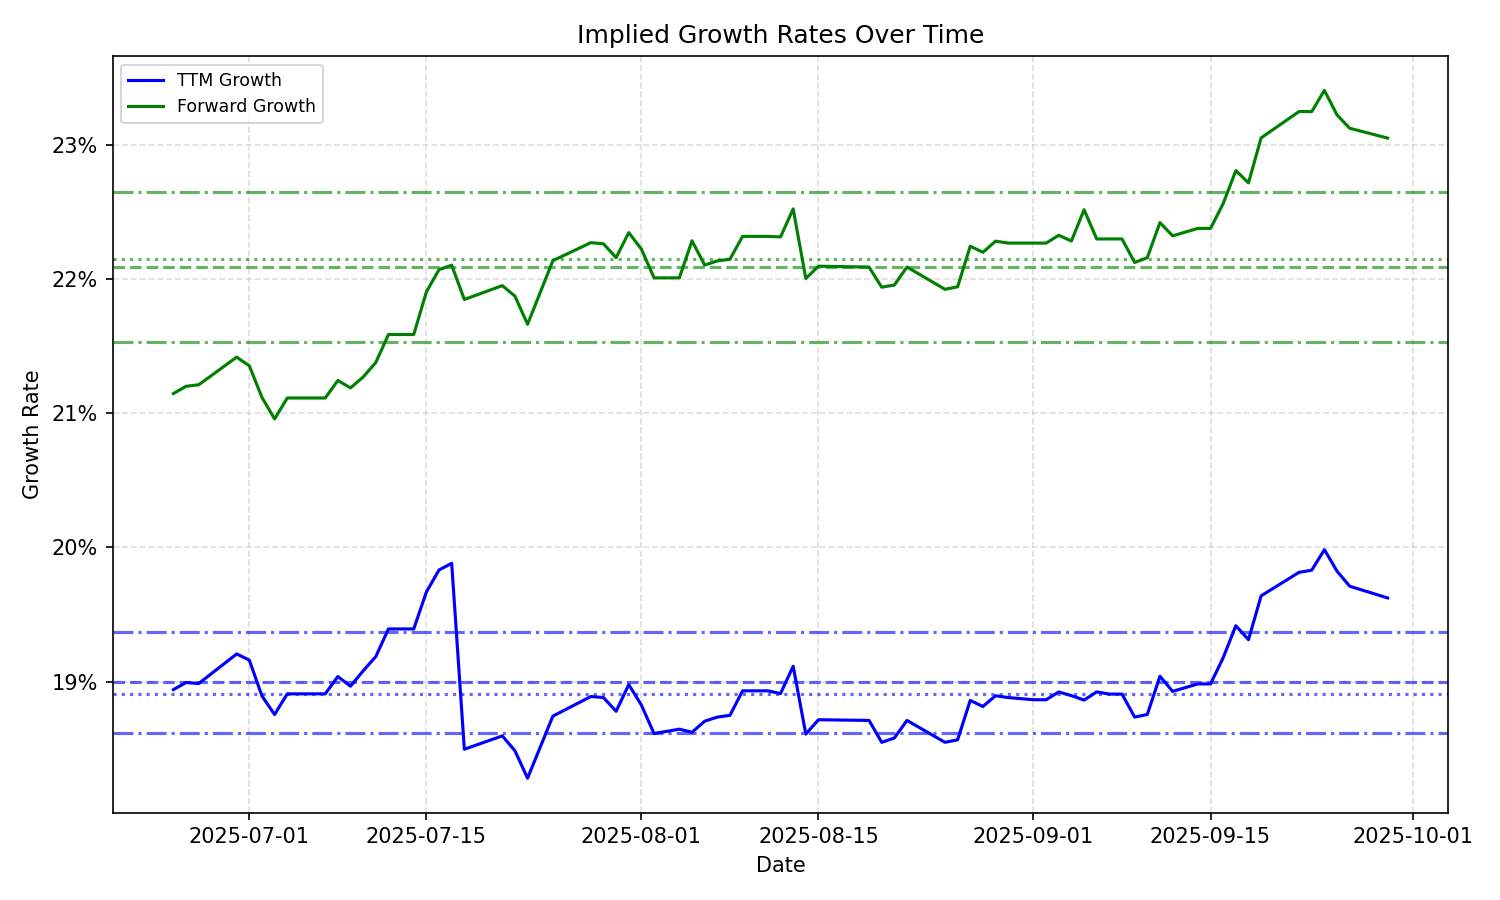 Implied Growth Rates Over Time
TTM Growth
Forward Growth
23%
22%
21%
20%
19%
Growth Rate
2025-07-01
2025-07-15
2025-08-01
2025-08-15
2025-09-01
2025-09-15
2025-10-01
Date